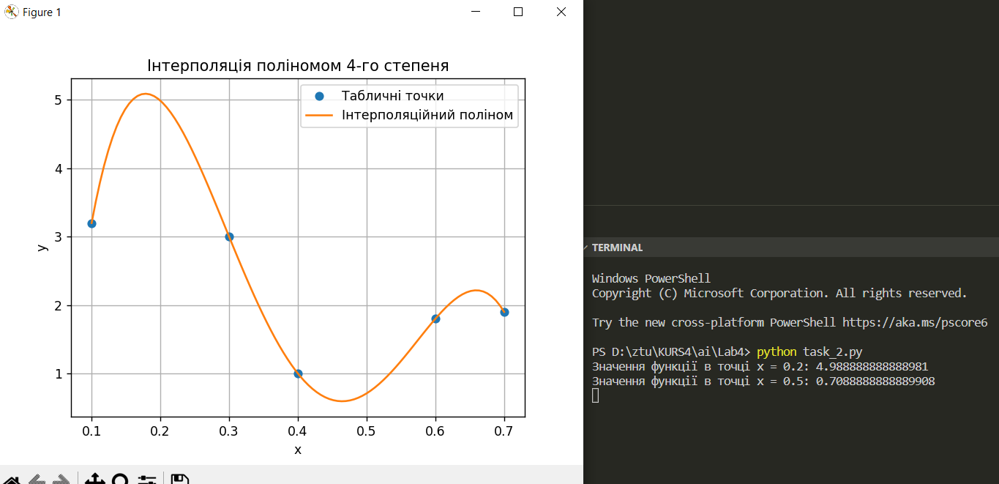 Figure 1
Інтерполяція поліномом 4-го степеня
Табличні точки
Інтерполяційний поліном
y
5
4
3
2
1
0.1 0.2 0.3 0.4 0.5 0.6 0.7
x
TERMINAL
Windows PowerShell
Copyright (C) Microsoft Corporation. All rights reserved.
Try the new cross-platform PowerShell https://aka.ms/pscore6
PS D:\ztu\KURS4\ai\Lab4> python task_2.py
Значення функції в точці x = 0.2: 4.988888888888981
Значення функції в точці x = 0.5: 0.7088888888889908